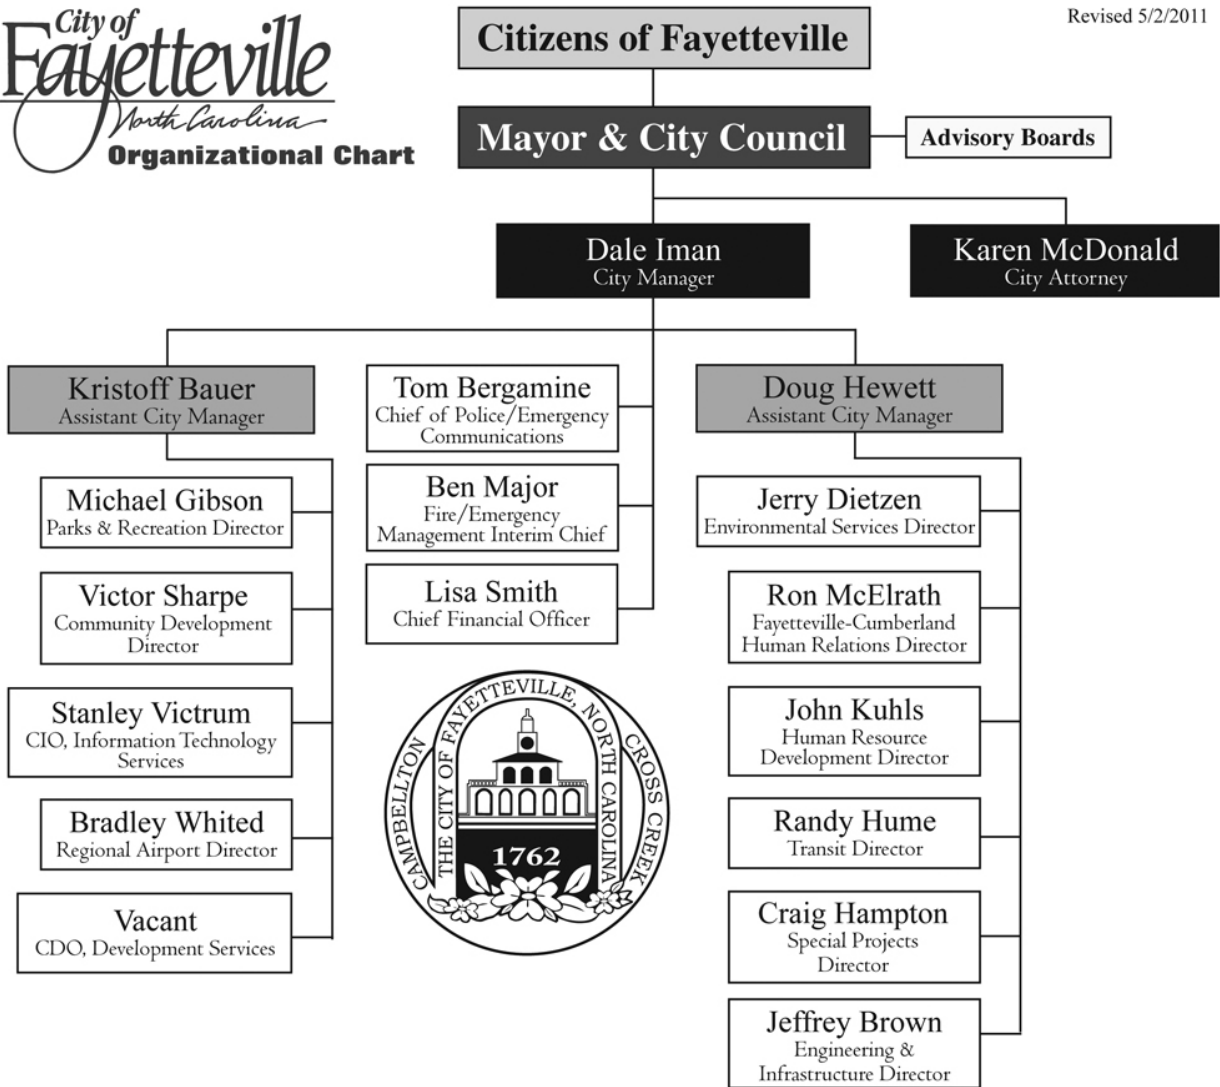 City of
Fayetteville
North Carolina
Organizational Chart
Revised 5/2/2011
Citizens of Fayetteville
Mayor & City Council
Advisory Boards
Dale Iman
City Manager
Karen McDonald
City Attorney
Kristoff Bauer
Assistant City Manager
Michael Gibson
Parks & Recreation Director
Victor Sharpe
Community Development
Director
Stanley Victrum
CIO, Information Technology
Services
Bradley Whited
Regional Airport Director
Vacant
CDO, Development Services
Tom Bergamine
Chief of Police/Emergency
Communications
Ben Major
Fire/Emergency
Management Interim Chief
Lisa Smith
Chief Financial Officer
THE CITY OF FAYETTEVILLE, NORTH CAROLINA
CAMPBELLTON
CROSS CREEK
1762
Doug Hewett
Assistant City Manager
Jerry Dietzen
Environmental Services Director
Ron McElrath
Fayetteville-Cumberland
Human Relations Director
John Kuhls
Human Resource
Development Director
Randy Hume
Transit Director
Craig Hampton
Special Projects
Director
Jeffrey Brown
Engineering &
Infrastructure Director